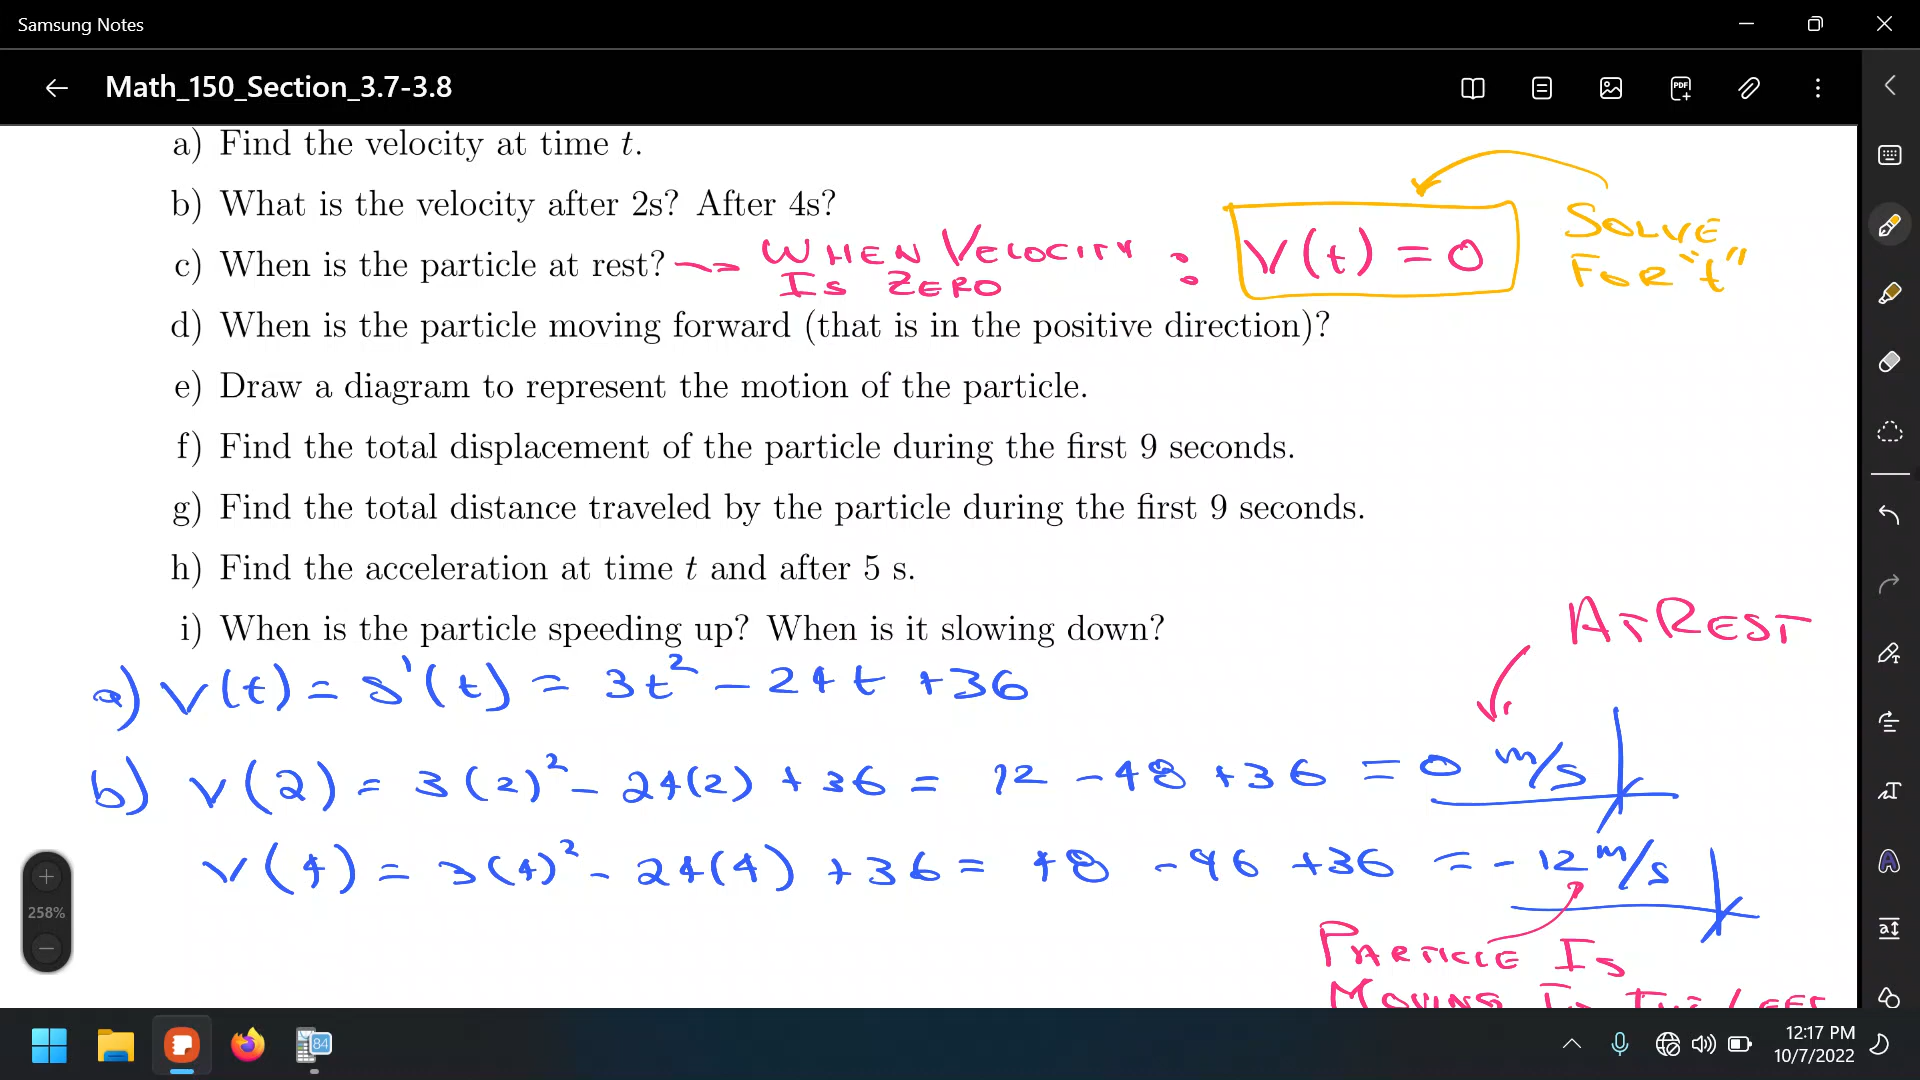 Samsung Notes
Math_150_Section_3.7-3.8
a) Find the velocity at time t.
b) What is the velocity after 2s? After 4s?
c) When is the particle at rest? → WHEN VELOCITY IS ZERO : V(t) = 0
SOLVE FOR "t"
d) When is the particle moving forward (that is in the positive direction)?
e) Draw a diagram to represent the motion of the particle.
f) Find the total displacement of the particle during the first 9 seconds.
g) Find the total distance traveled by the particle during the first 9 seconds.
h) Find the acceleration at time t and after 5 s.
i) When is the particle speeding up? When is it slowing down?
AT REST
a) V(t) = s'(t) = 3t² - 24t + 36
b) V(2) = 3(2)² - 24(2) + 36 = 12 - 48 + 36 = 0 m/s
V(4) = 3(4)² - 24(4) + 36 = 48 - 96 + 36 = -12 m/s
PARTICLE IS
MOVING TO THE LEFT
258%
84
12:17 PM
10/7/2022